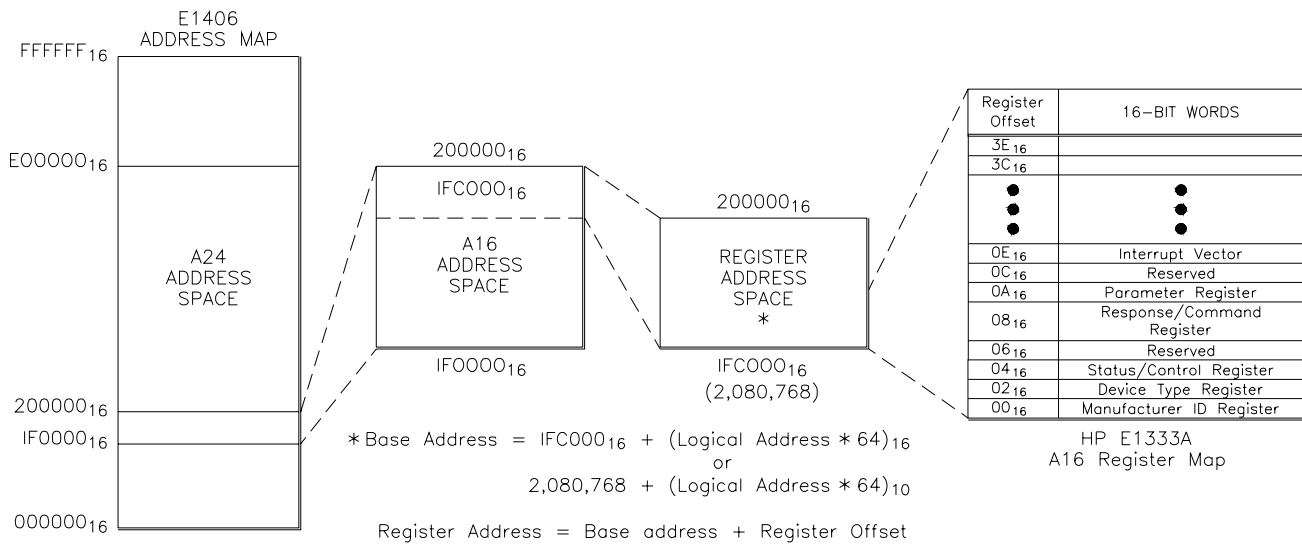 E1406
ADDRESS MAP
FFFFFF16
E0000016
A24
ADDRESS
SPACE
20000016
IF000016
00000016
20000016
IFC00016
A16
ADDRESS
SPACE
IF000016
20000016
REGISTER
ADDRESS
SPACE
*
IFC00016
(2,080,768)
*Base Address = IFC00016 + (Logical Address * 64)16
or
2,080,768 + (Logical Address * 64)10
Register Address = Base address + Register Offset
Register Offset 16-BIT WORDS
3E16
3C16
0E16 Interrupt Vector
0C16 Reserved
0A16 Parameter Register
0816 Response/Command Register
0616 Reserved
0416 Status/Control Register
0216 Device Type Register
0016 Manufacturer ID Register
HP E1333A
A16 Register Map